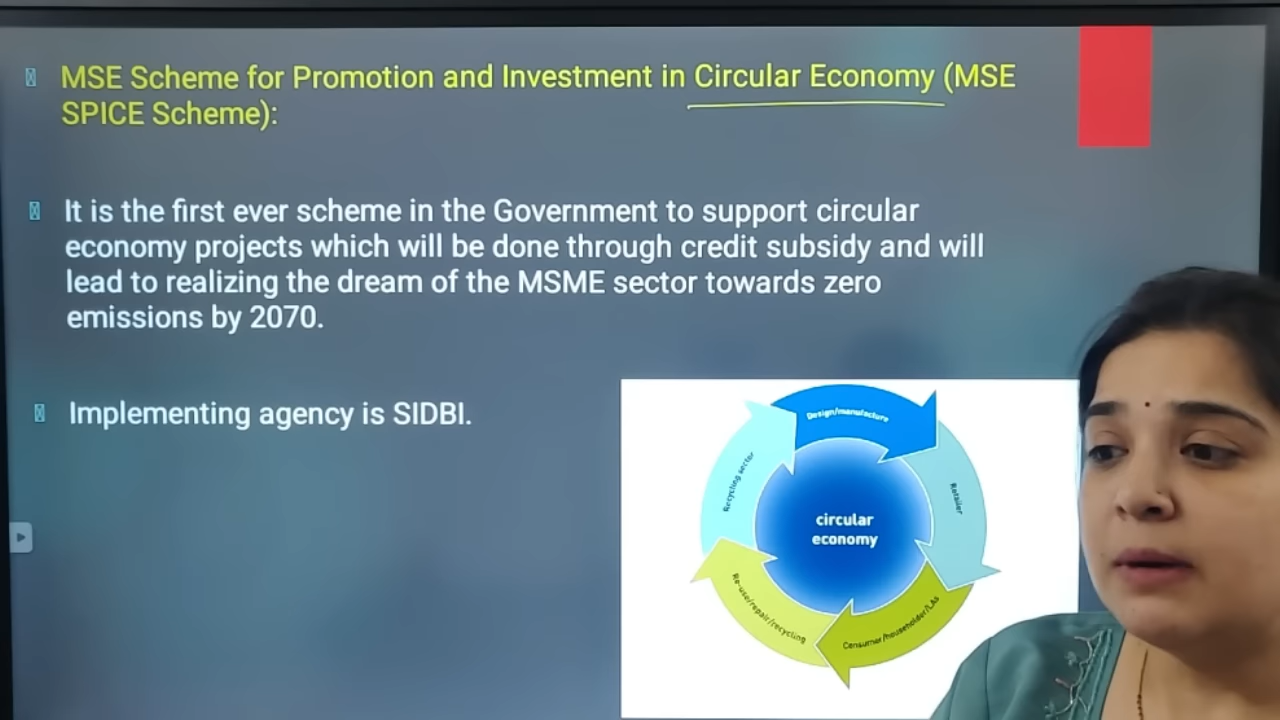 MSE Scheme for Promotion and Investment in Circular Economy (MSE
SPICE Scheme):
It is the first ever scheme in the Government to support circular
economy projects which will be done through credit subsidy and will
lead to realizing the dream of the MSME sector towards zero
emissions by 2070.
Implementing agency is SIDBI.
Design/manufacture
Retailer
Consumer/householder/LAs
Re-use/repair/recycling
Recycling sector
circular
economy